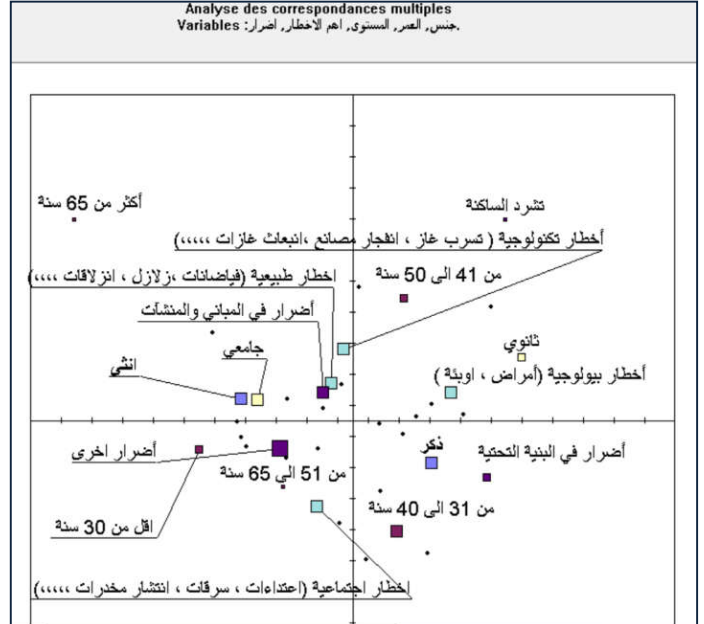 Analyse des correspondances multiples
Variables :جنس, العمر, المستوى, اهم الاخطار, اضرار.
أكثر من 65 سنة
تشرد الساكنة
أخطار تكنولوجية ( تسرب غاز ، انفجار مصانع ،انبعاث غازات ،،،،،)
اخطار طبيعية (فياضانات ،زلازل ، انزلاقات ،،،،)
من 41 الى 50 سنة
أضرار في المباني والمنشآت
ثانوي
جامعي
انثي
أخطار بيولوجية (أمراض ، اوبئة )
ذكر
أضرار اخرى
أضرار في البنية التحتية
من 51 الى 65 سنة
من 31 الى 40 سنة
اقل من 30 سنة
اخطار اجتماعية (اعتداءات ، سرقات ، انتشار مخدرات ،،،،،)